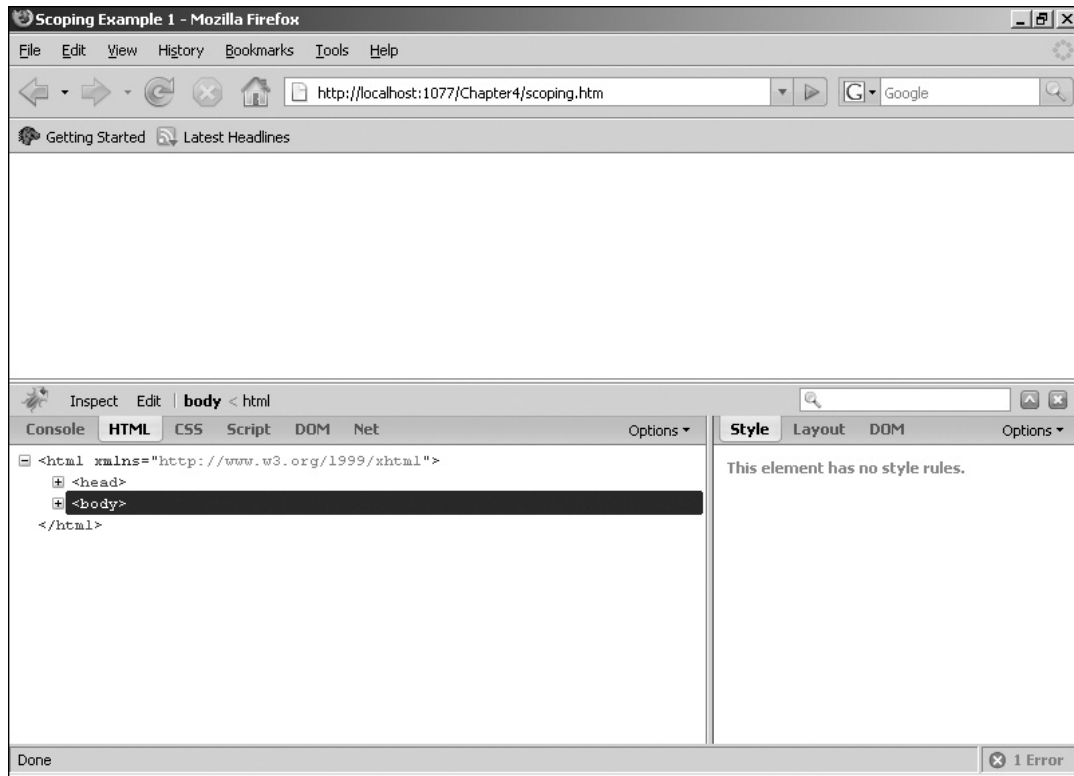 Scoping Example 1 - Mozilla Firefox
File Edit View History Bookmarks Tools Help
http://localhost:1077/Chapter4/scoping.htm G Google
Getting Started Latest Headlines
Inspect Edit | body < html
Console HTML CSS Script DOM Net Options Style Layout DOM Options
<html xmlns="http://www.w3.org/1999/xhtml"> This element has no style rules.
<head>
<body>
</html>
Done 1 Error